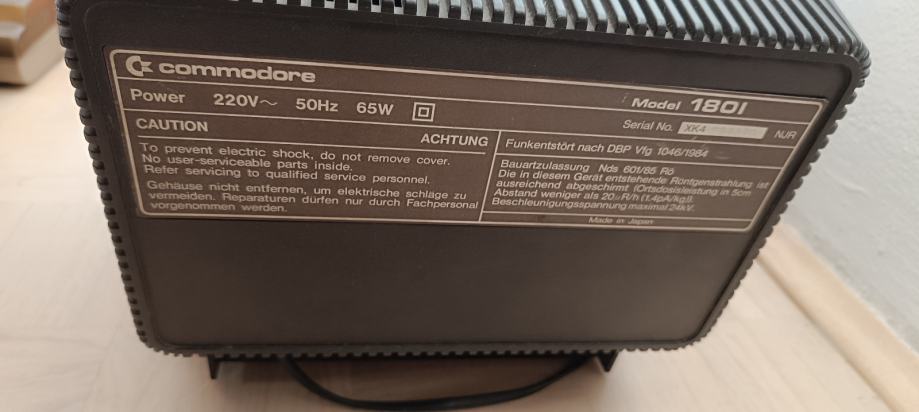 commodore
Power 220V~ 50Hz 65W
Model 1801
Serial No. XK4 NUR
CAUTION
ACHTUNG
To prevent electric shock, do not remove cover.
No user-serviceable parts inside.
Refer servicing to qualified service personnel.
Gehäuse nicht entfernen, um elektrische schläge zu
vermeiden. Reparaturen dürfen nur durch Fachpersonal
vorgenommen werden.
Funkentstört nach DBP Vfg 1046/1984
Bauartzulassung Nds 601/85 Rö
Die in diesem Gerät entstehende Röntgenstrahlung ist
ausreichend abgeschirmt (Ortsdosisleistung in 5cm
Abstand weniger als 20μR/h (1,4pA/kg)).
Beschleunigungsspannung maximal 24kV.
Made in Japan